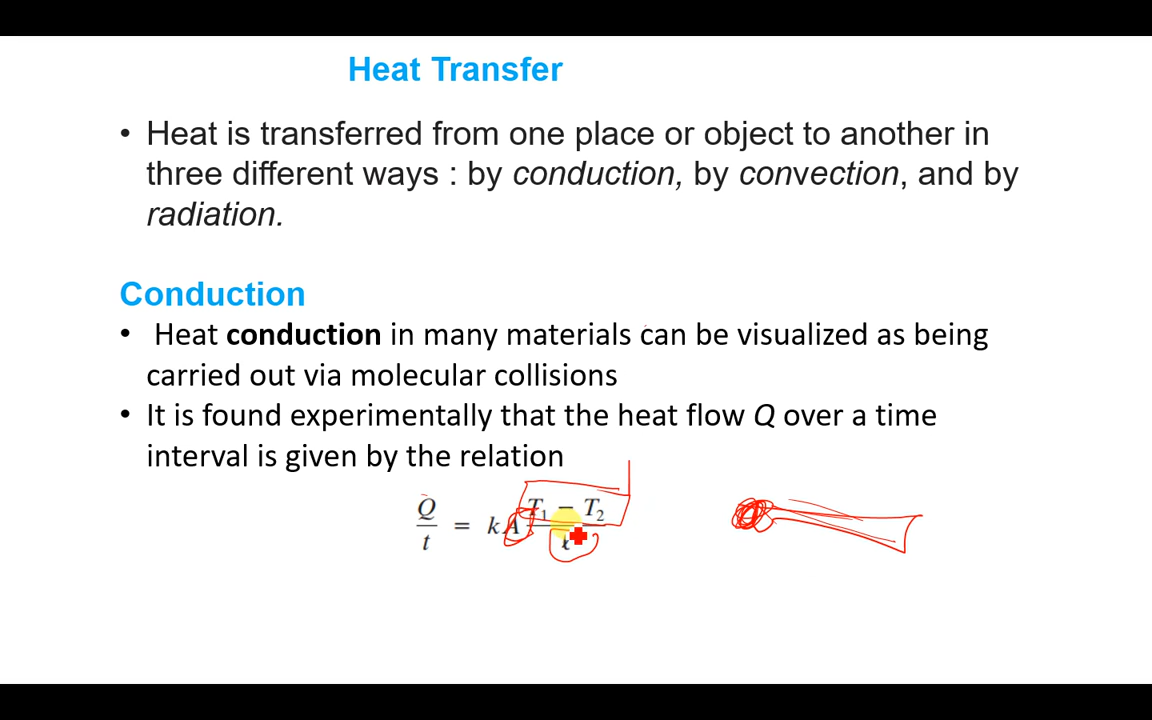 Heat Transfer
• Heat is transferred from one place or object to another in
three different ways : by conduction, by convection, and by
radiation.
Conduction
• Heat conduction in many materials can be visualized as being
carried out via molecular collisions
• It is found experimentally that the heat flow Q over a time
interval is given by the relation
Q/t = kA (T₁ − T₂)/